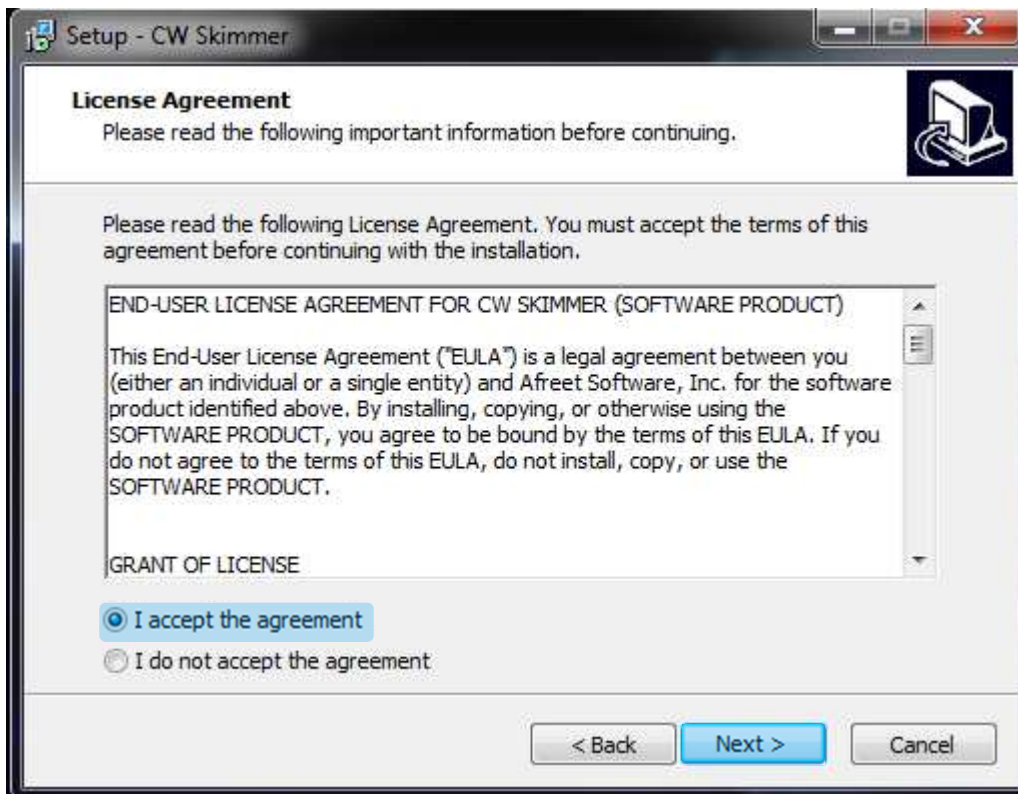 Setup - CW Skimmer
License Agreement
Please read the following important information before continuing.
Please read the following License Agreement. You must accept the terms of this
agreement before continuing with the installation.
END-USER LICENSE AGREEMENT FOR CW SKIMMER (SOFTWARE PRODUCT)
This End-User License Agreement ("EULA") is a legal agreement between you
(either an individual or a single entity) and Afreet Software, Inc. for the software
product identified above. By installing, copying, or otherwise using the
SOFTWARE PRODUCT, you agree to be bound by the terms of this EULA. If you
do not agree to the terms of this EULA, do not install, copy, or use the
SOFTWARE PRODUCT.
GRANT OF LICENSE
I accept the agreement
I do not accept the agreement
< Back
Next >
Cancel